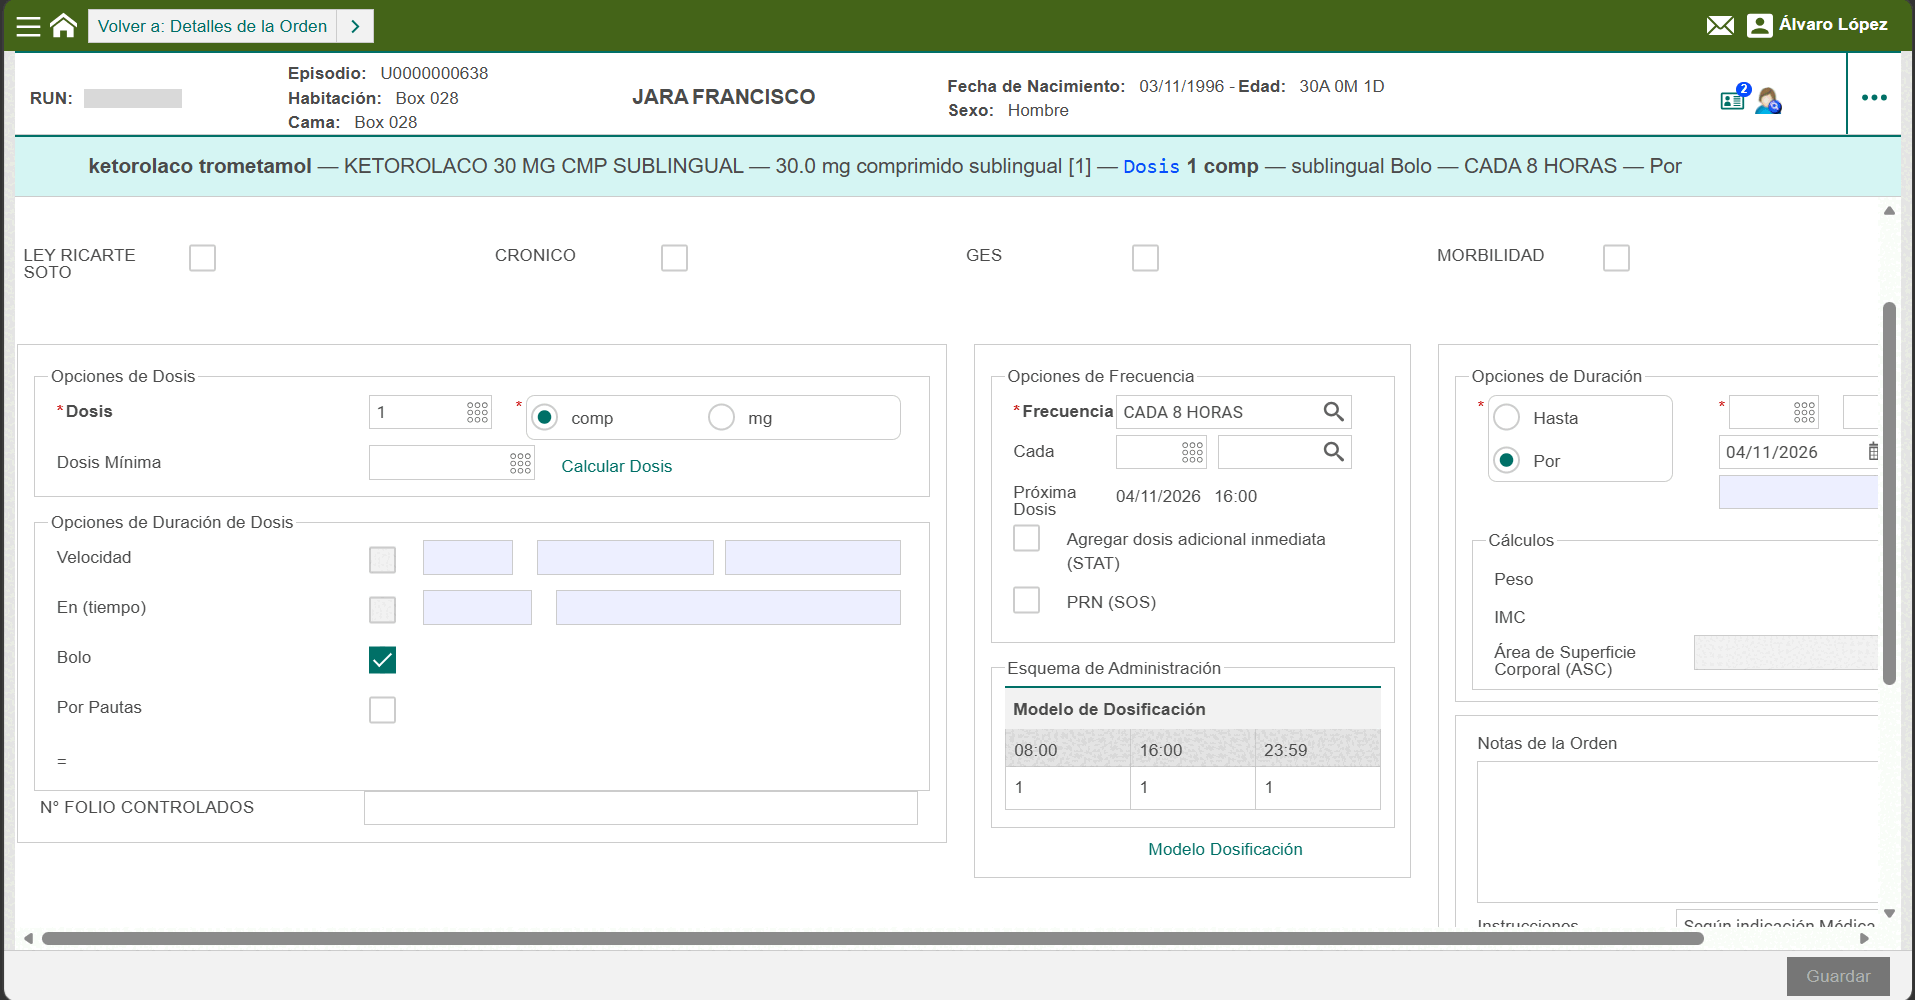 Volver a: Detalles de la Orden
Álvaro López
RUN:
Episodio: U0000000638
Habitación: Box 028
Cama: Box 028
JARA FRANCISCO
Fecha de Nacimiento: 03/11/1996 - Edad: 30A 0M 1D
Sexo: Hombre
2
ketorolaco trometamol — KETOROLACO 30 MG CMP SUBLINGUAL — 30.0 mg comprimido sublingual [1] — Dosis 1 comp — sublingual Bolo — CADA 8 HORAS — Por
LEY RICARTE
SOTO
CRONICO
GES
MORBILIDAD
Opciones de Dosis
*Dosis
1
* comp
mg
Dosis Mínima
Calcular Dosis
Opciones de Duración de Dosis
Velocidad
En (tiempo)
Bolo
Por Pautas
=
N° FOLIO CONTROLADOS
Opciones de Frecuencia
*Frecuencia CADA 8 HORAS
Cada
Próxima
Dosis
04/11/2026 16:00
Agregar dosis adicional inmediata
(STAT)
PRN (SOS)
Esquema de Administración
Modelo de Dosificación
08:00 16:00 23:59
1 1 1
Modelo Dosificación
Opciones de Duración
* Hasta *
Por
04/11/2026
Cálculos
Peso
IMC
Área de Superficie
Corporal (ASC)
Notas de la Orden
Instrucciones
Según indicación Médica
Guardar